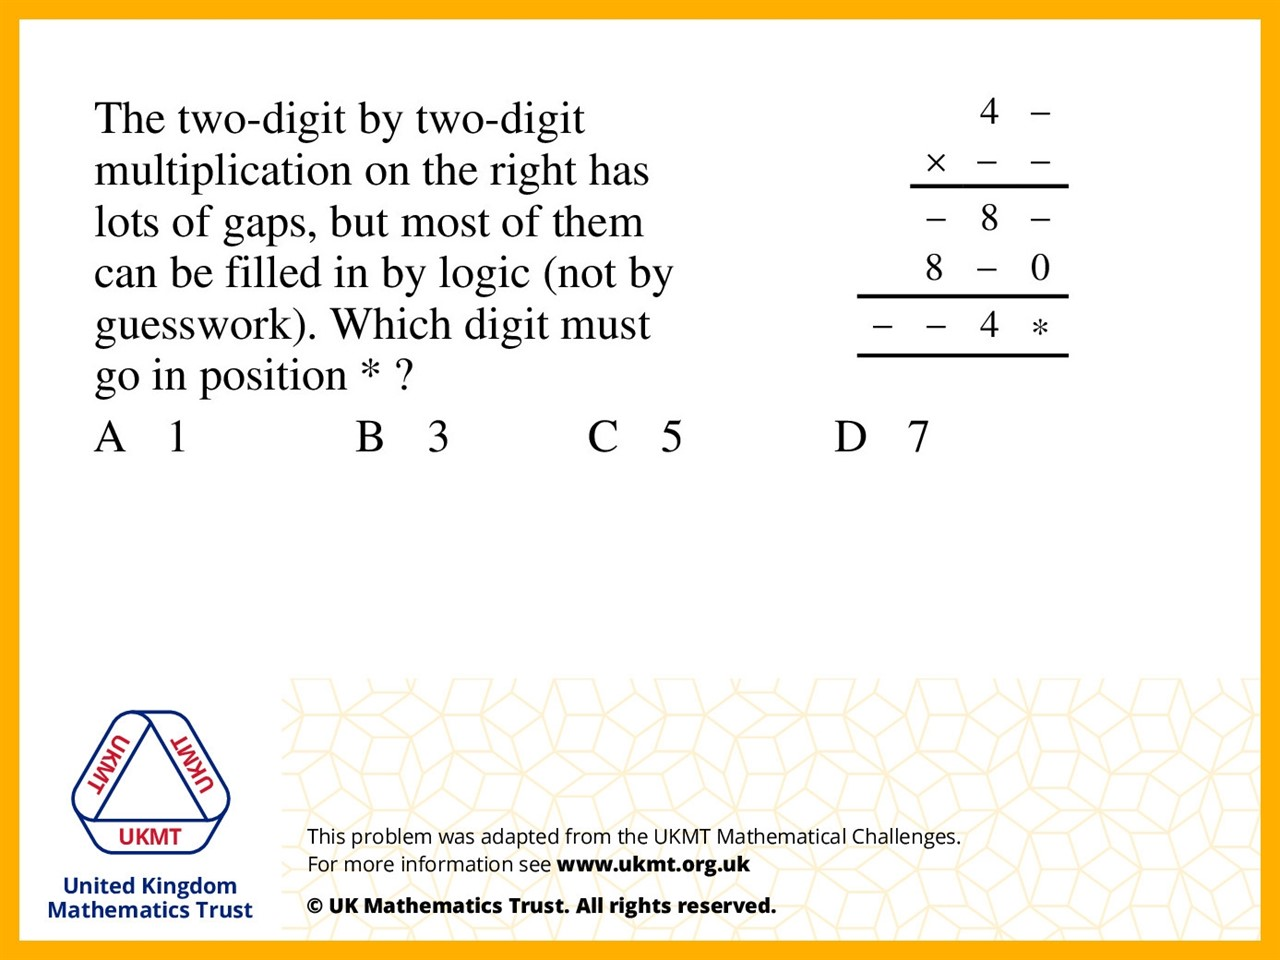 The two-digit by two-digit
multiplication on the right has
lots of gaps, but most of them
can be filled in by logic (not by
guesswork). Which digit must
go in position * ?
4 –
× – –
– 8 –
8 – 0
– – 4 *
A 1 B 3 C 5 D 7
UKMT
UKMT
UKMT
United Kingdom
Mathematics Trust
This problem was adapted from the UKMT Mathematical Challenges.
For more information see www.ukmt.org.uk
© UK Mathematics Trust. All rights reserved.